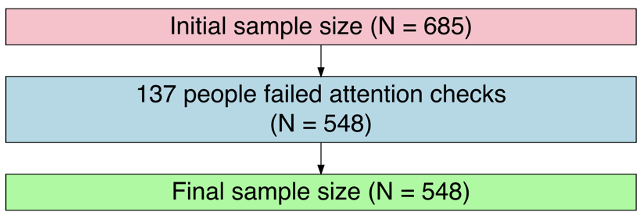 Initial sample size (N = 685)
137 people failed attention checks
(N = 548)
Final sample size (N = 548)